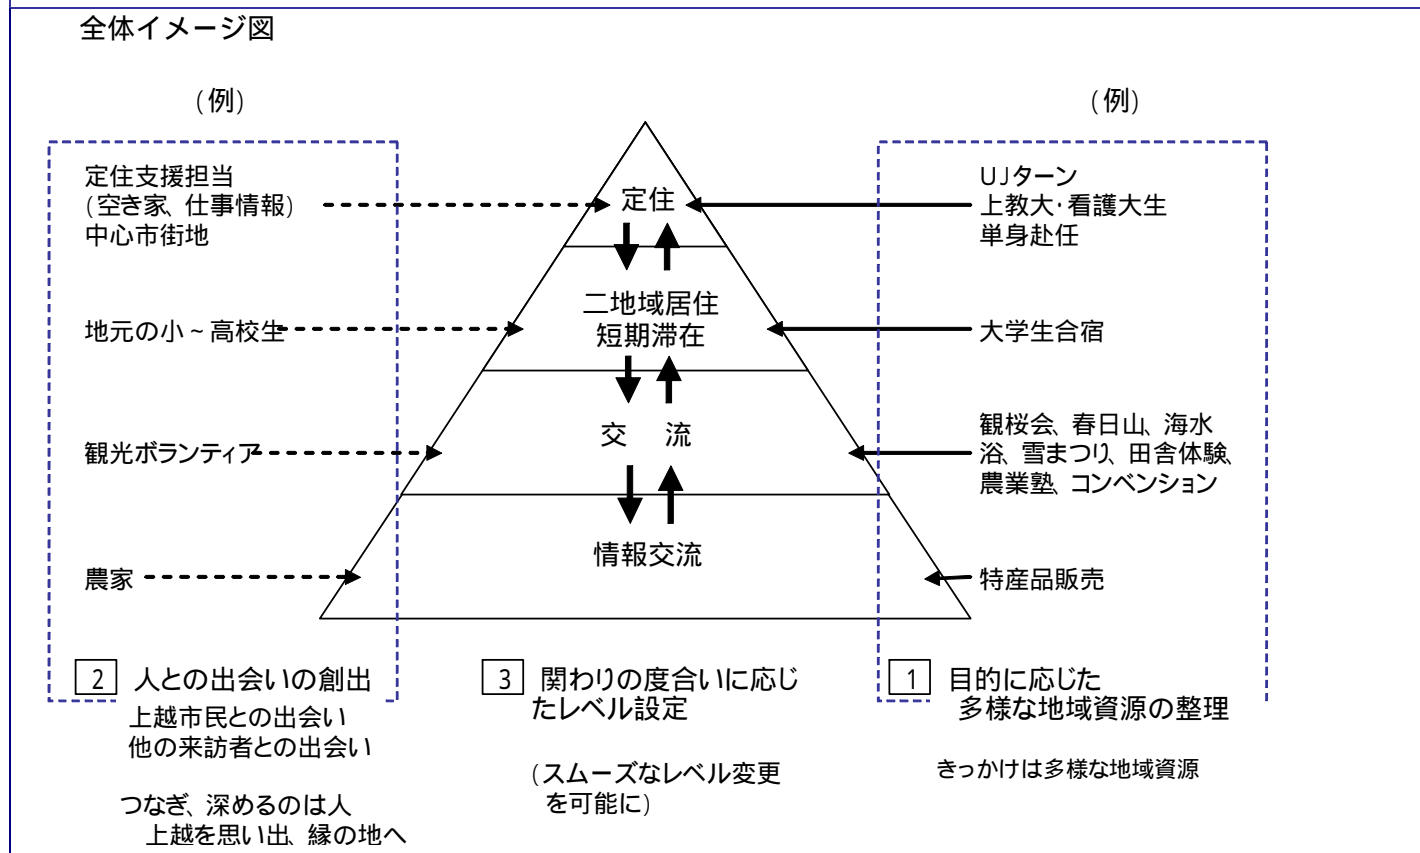 全体イメージ図
(例)
定住支援担当
(空き家、仕事情報)
中心市街地
地元の小~高校生
観光ボランティア
農家
定住
二地域居住
短期滞在
交 流
情報交流
(例)
UJターン
上教大・看護大生
単身赴任
大学生合宿
観桜会、春日山、海水
浴、雪まつり、田舎体験、
農業塾、コンベンション
特産品販売
2 人との出会いの創出
上越市民との出会い
他の来訪者との出会い
つなぎ、深めるのは人
上越を思い出、縁の地へ
3 関わりの度合いに応じ
たレベル設定
(スムーズなレベル変更
を可能に)
1 目的に応じた
多様な地域資源の整理
きっかけは多様な地域資源